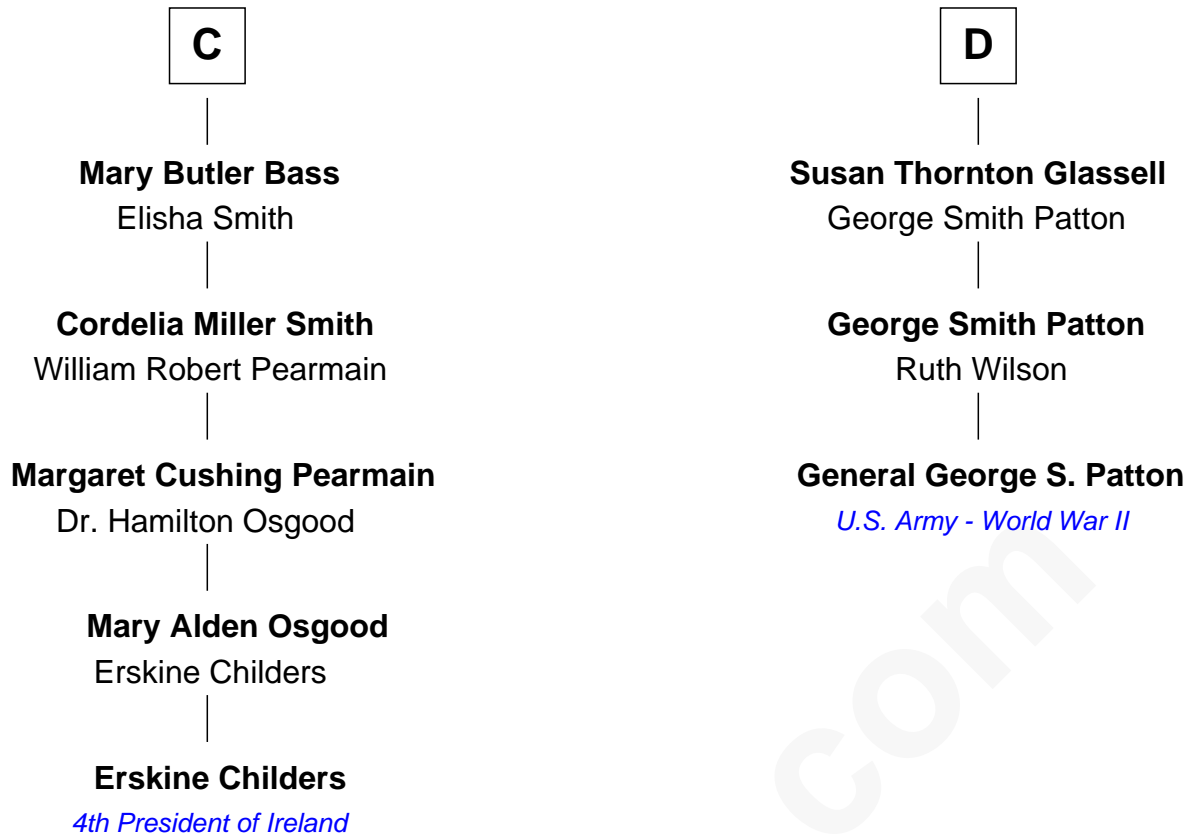 C
Mary Butler Bass
Elisha Smith
Cordelia Miller Smith
William Robert Pearmain
Margaret Cushing Pearmain
Dr. Hamilton Osgood
Mary Alden Osgood
Erskine Childers
Erskine Childers
4th President of Ireland
D
Susan Thornton Glassell
George Smith Patton
George Smith Patton
Ruth Wilson
General George S. Patton
U.S. Army - World War II
com